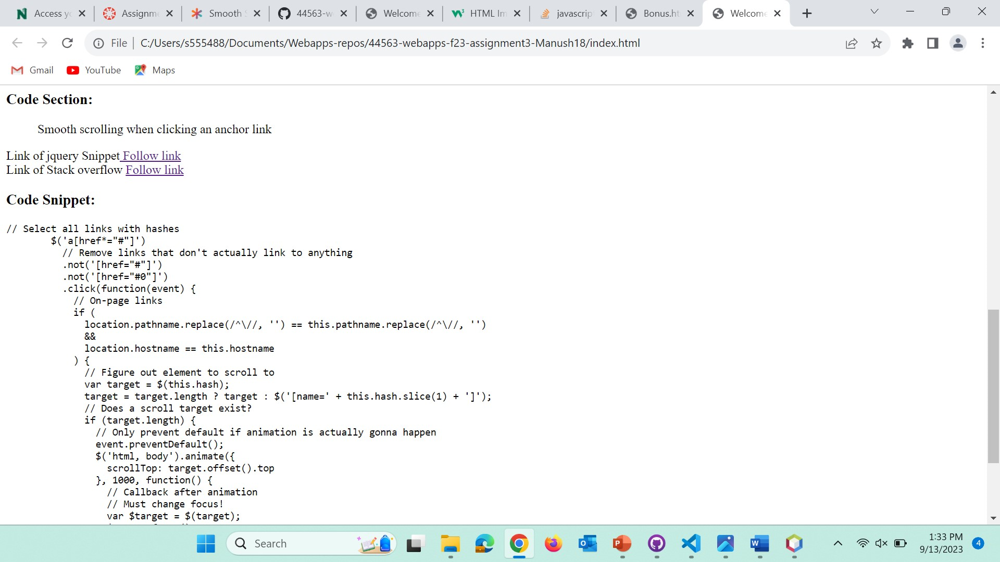 Access yo
Assignme
Smooth S
44563-w
Welcome
HTML Im
javascrip
Bonus.ht
Welcome
File
C:/Users/s555488/Documents/Webapps-repos/44563-webapps-f23-assignment3-Manush18/index.html
Gmail
YouTube
Maps
Code Section:
Smooth scrolling when clicking an anchor link
Link of jquery Snippet Follow link
Link of Stack overflow Follow link
Code Snippet:
// Select all links with hashes
$('a[href*="#"]')
// Remove links that don't actually link to anything
.not('[href="#"]')
.not('[href="#0"]')
.click(function(event) {
// On-page links
if (
location.pathname.replace(/^\//, '') == this.pathname.replace(/^\//, '')
&&
location.hostname == this.hostname
) {
// Figure out element to scroll to
var target = $(this.hash);
target = target.length ? target : $('[name=' + this.hash.slice(1) + ']');
// Does a scroll target exist?
if (target.length) {
// Only prevent default if animation is actually gonna happen
event.preventDefault();
$('html, body').animate({
scrollTop: target.offset().top
}, 1000, function() {
// Callback after animation
// Must change focus!
var $target = $(target);
Search
1:33 PM
9/13/2023
4